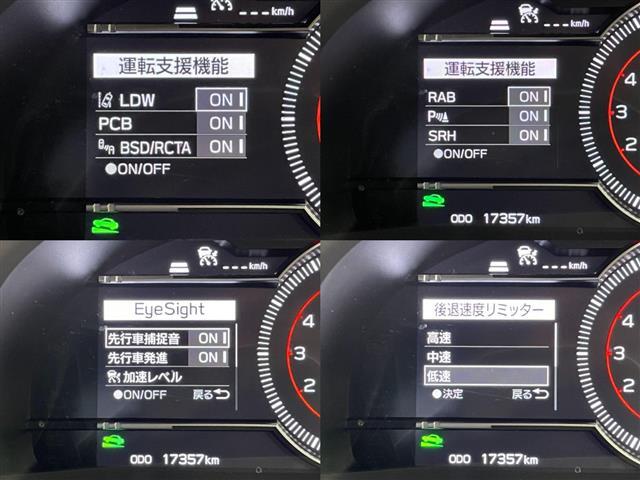 --- km/h
運転支援機能
LDW ON
PCB ON
BSD/RCTA ON
●ON/OFF
--- km/h
運転支援機能
RAB ON
P ON
SRH ON
●ON/OFF
4
3
2
ODO 17357km
--- km/h
EyeSight
先行車捕捉音 ON
先行車発進 ON
加速レベル
●ON/OFF 戻る
4
3
2
ODO 17357km
--- km/h
後退速度リミッター
高速
中速
低速
●決定 戻る
4
3
2
ODO 17357km